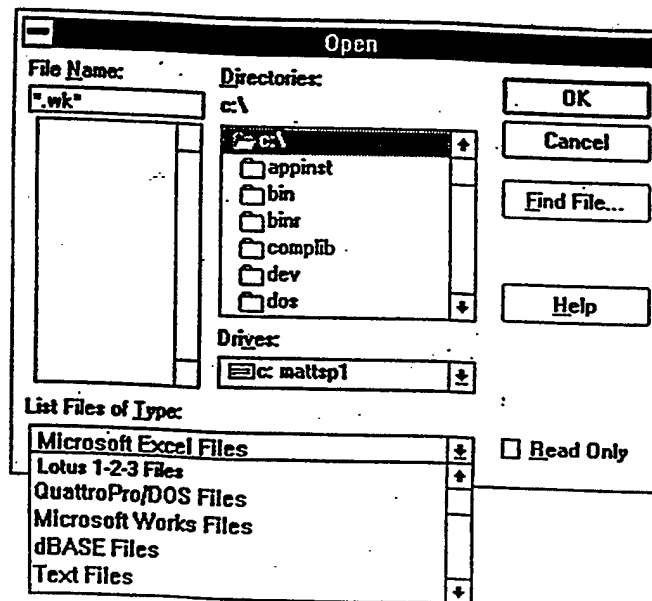 Open
File Name:
*.wk*
Directories:
c:\
c:\
appinst
bin
binr
complib
dev
dos
Drives:
c: mattsp1
OK
Cancel
Find File...
Help
Read Only
List Files of Type:
Microsoft Excel Files
Lotus 1-2-3 Files
QuattroPro/DOS Files
Microsoft Works Files
dBASE Files
Text Files